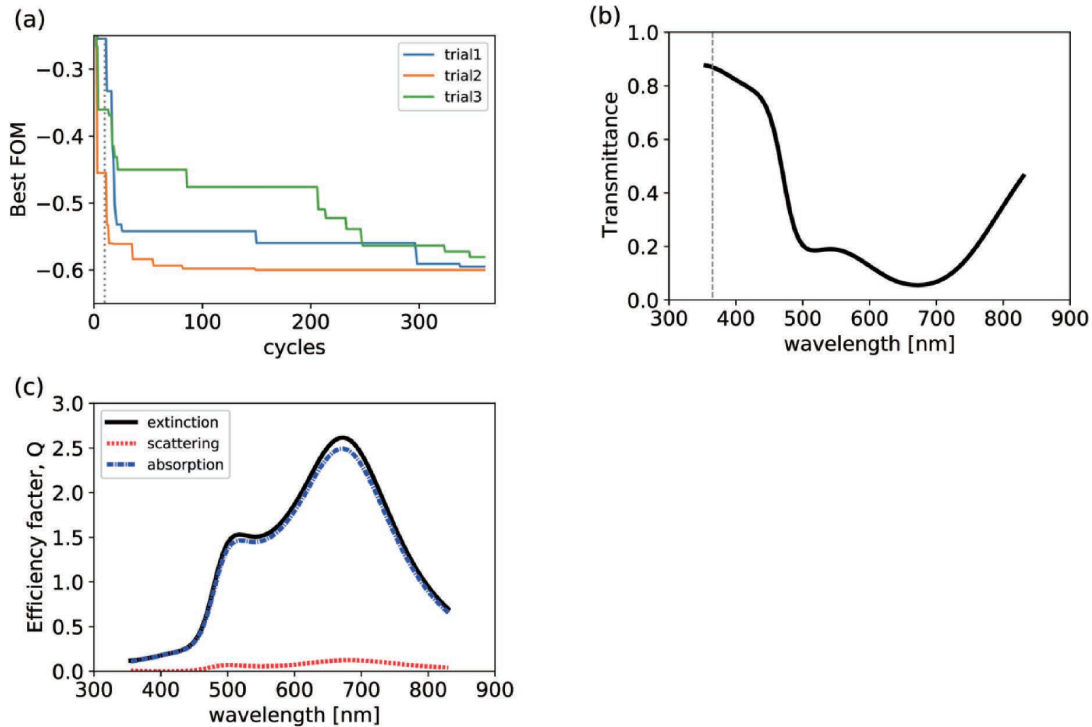 (a)
Best FOM
−0.3
−0.4
−0.5
−0.6
0
100
200
300
cycles
trial1
trial2
trial3
(b)
Transmittance
1.0
0.8
0.6
0.4
0.2
0.0
300
400
500
600
700
800
900
wavelength [nm]
(c)
Efficiency facter, Q
3.0
2.5
2.0
1.5
1.0
0.5
0.0
300
400
500
600
700
800
900
wavelength [nm]
extinction
scattering
absorption